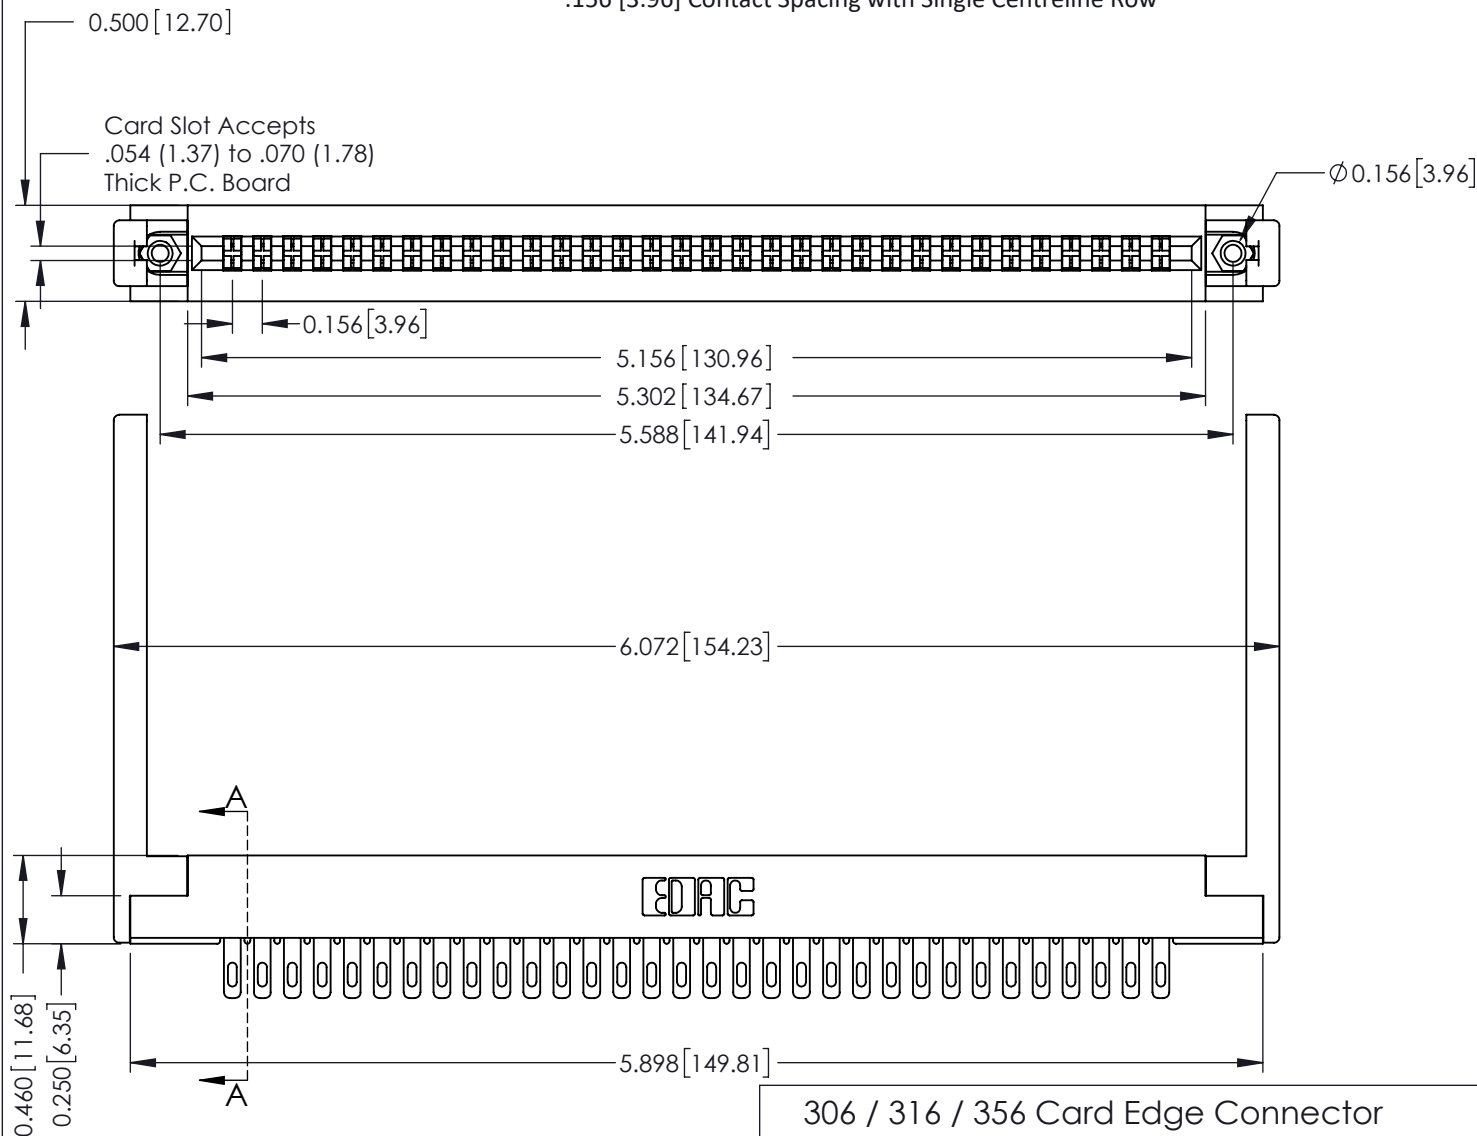 .156 [3.96] Contact Spacing with Single Centreline Row
0.500 [12.70]
Card Slot Accepts
.054 (1.37) to .070 (1.78)
Thick P.C. Board
Ø0.156[3.96]
0.156[3.96]
5.156[130.96]
5.302[134.67]
5.588[141.94]
6.072[154.23]
A
EDAC
0.460[11.68]
0.250[6.35]
5.898[149.81]
A
306 / 316 / 356 Card Edge Connector